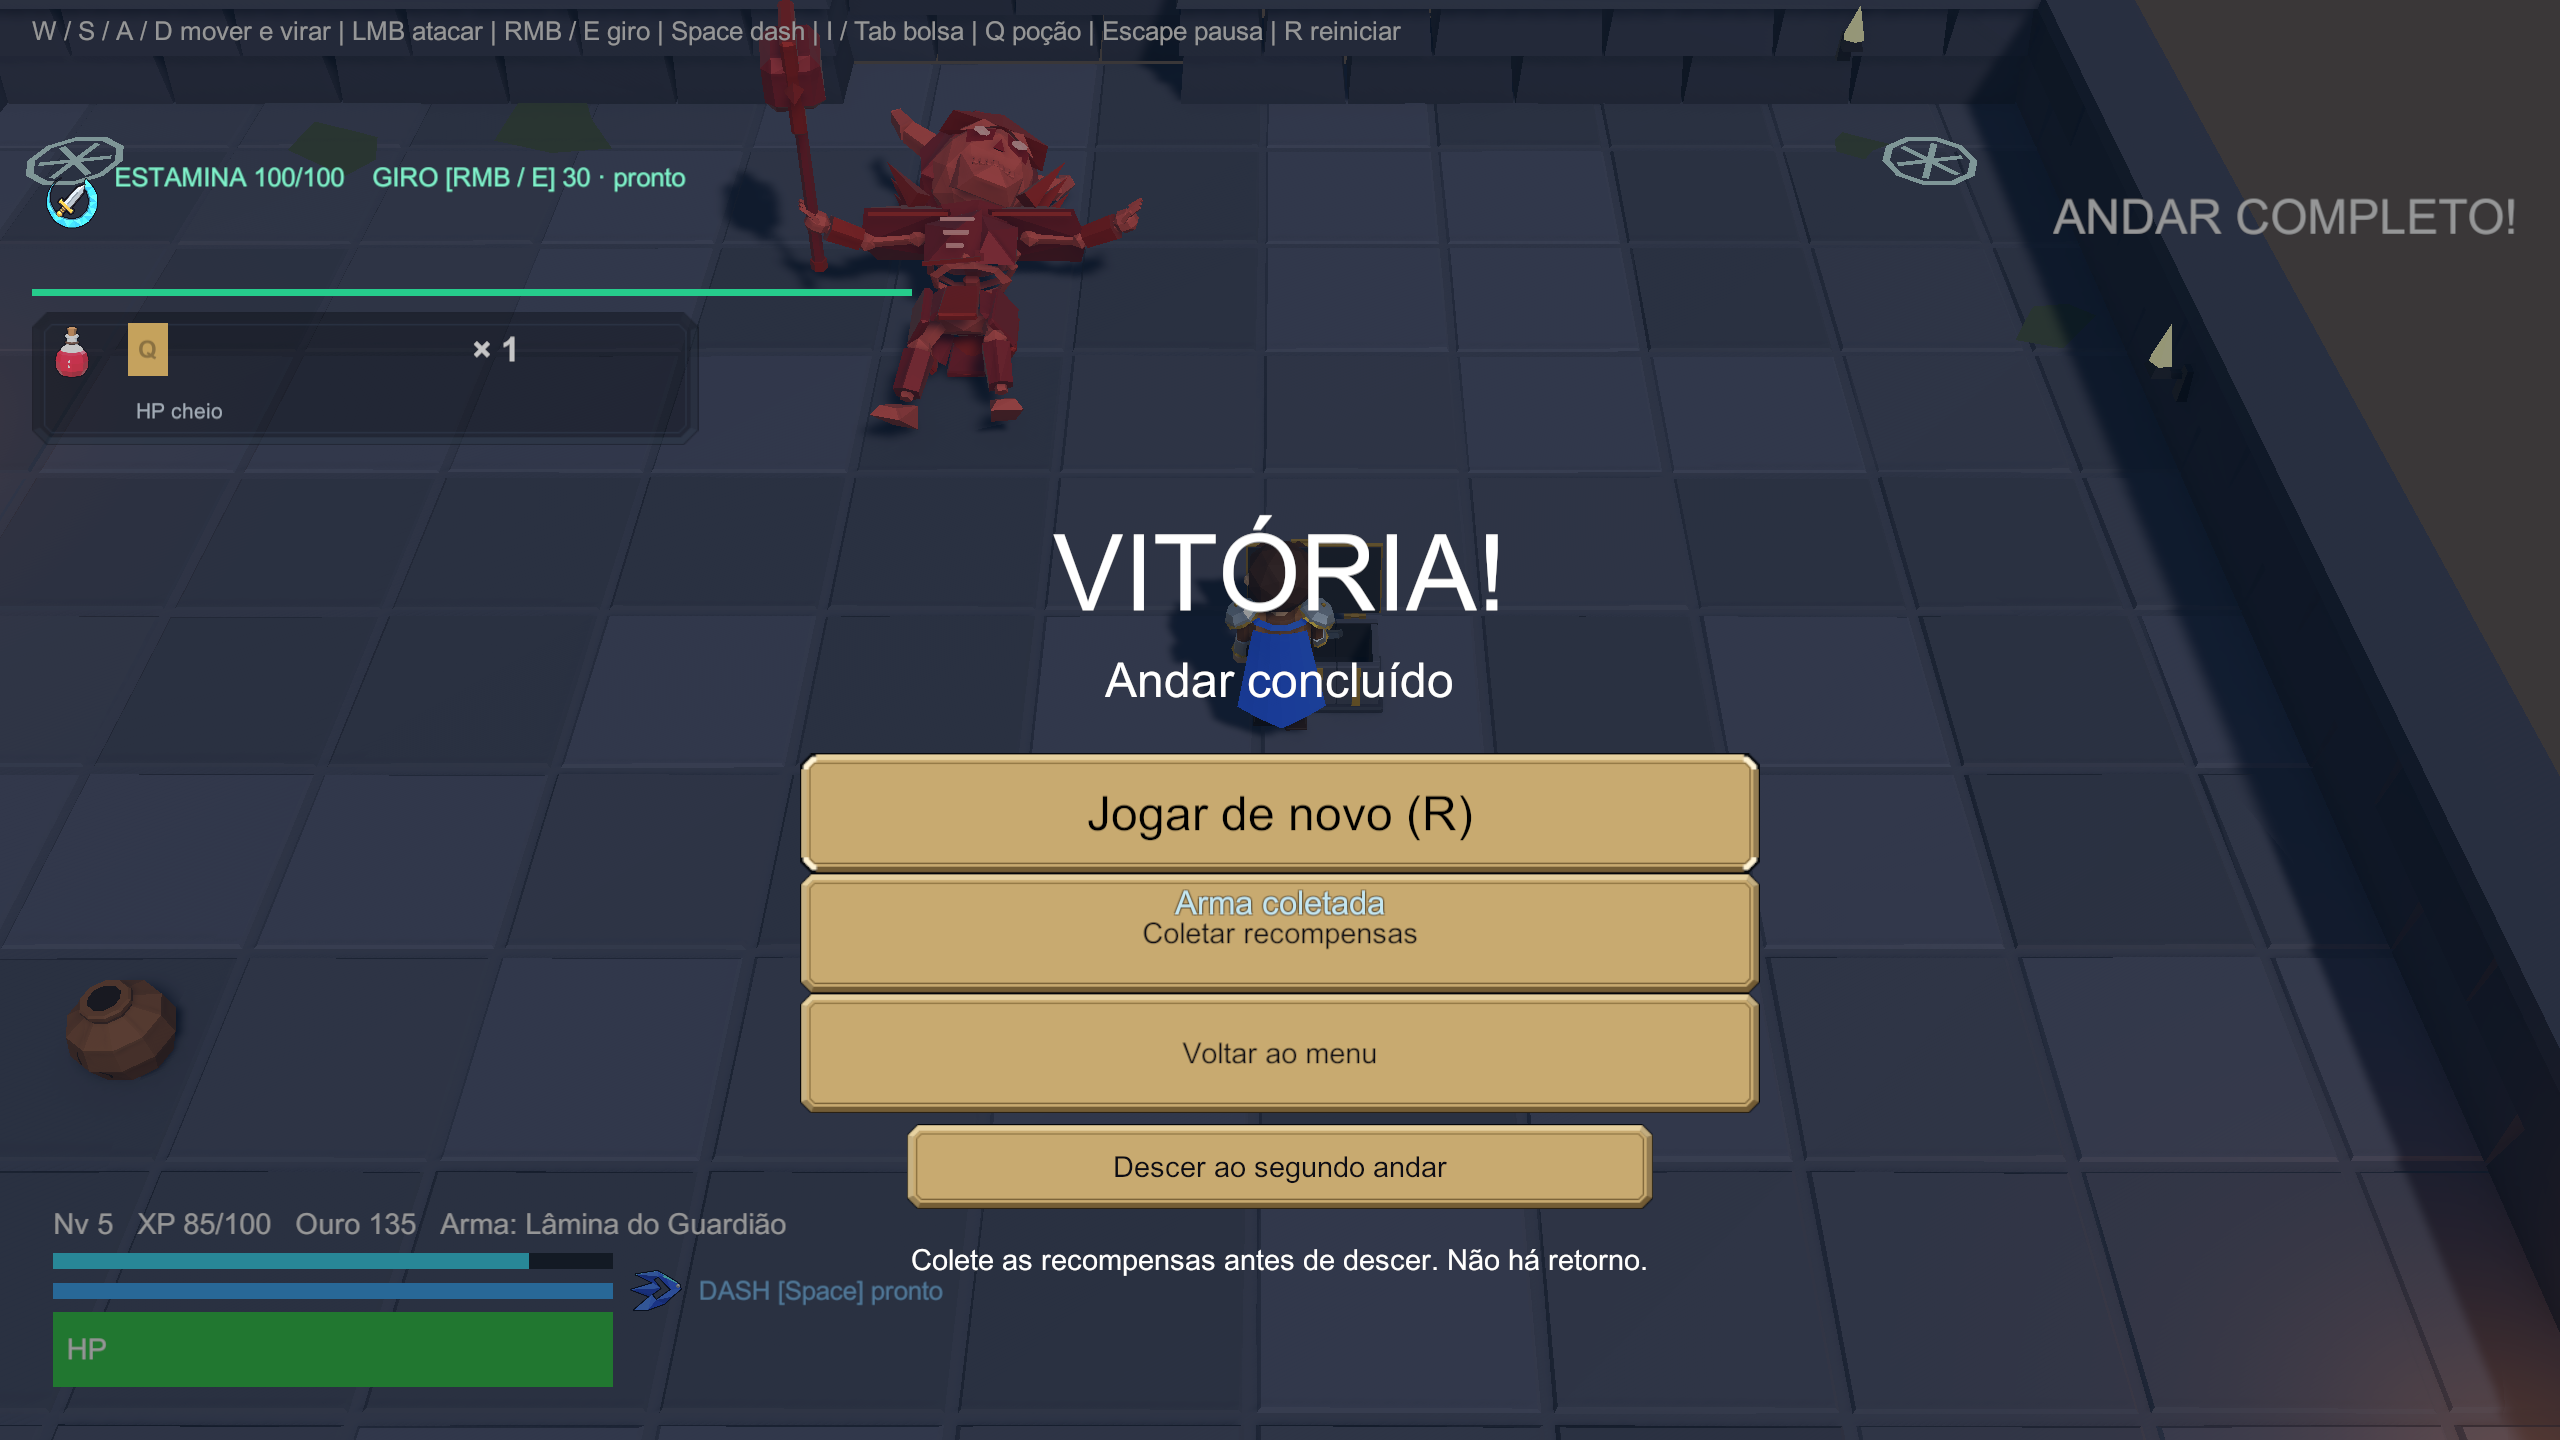 W / S / A / D mover e virar | LMB atacar | RMB / E giro | Space dash | I / Tab bolsa | Q poção | Escape pausa | R reiniciar
ESTAMINA 100/100 GIRO [RMB / E] 30 · pronto
ANDAR COMPLETO!
Q × 1
HP cheio
VITÓRIA!
Andar concluído
Jogar de novo (R)
Arma coletada
Coletar recompensas
Voltar ao menu
Descer ao segundo andar
Colete as recompensas antes de descer. Não há retorno.
Nv 5 XP 85/100 Ouro 135 Arma: Lâmina do Guardião
DASH [Space] pronto
HP